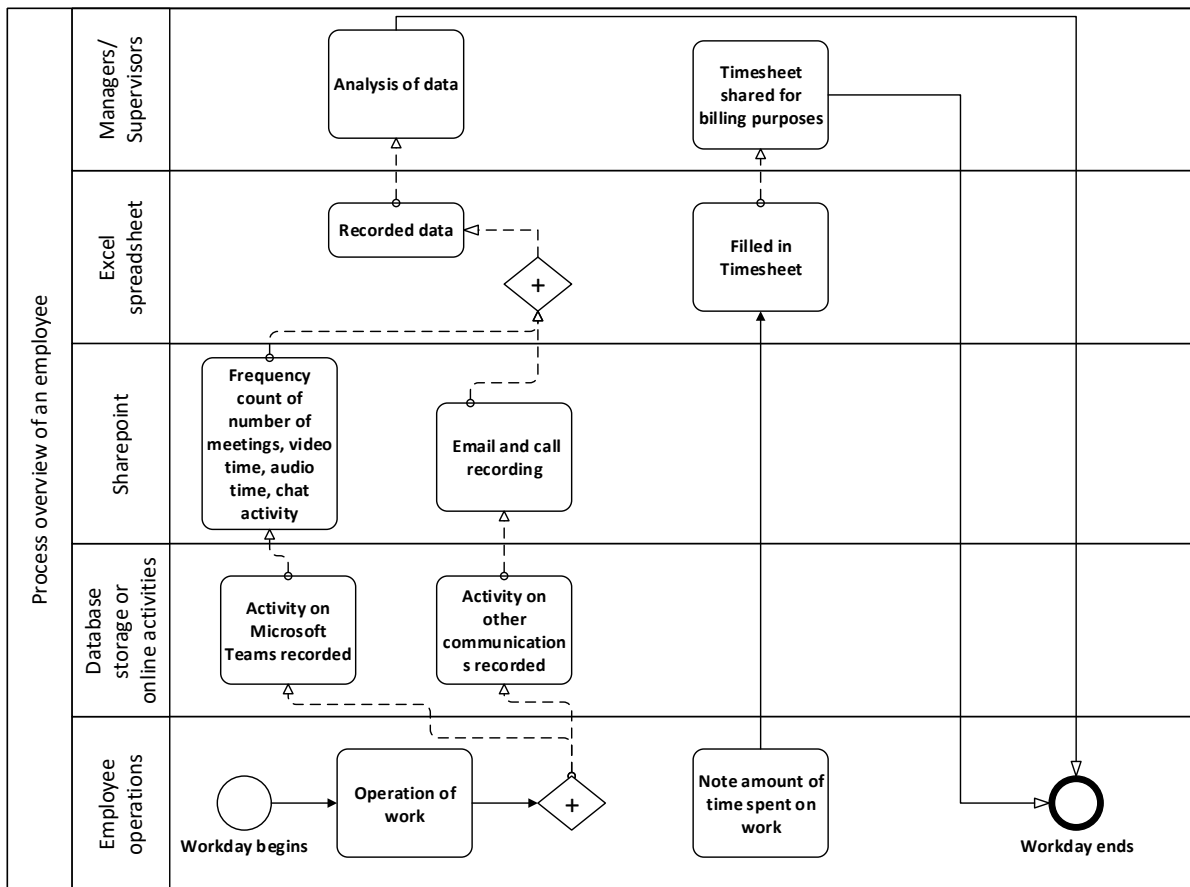 Process overview of an employee
Managers/
Supervisors
Analysis of data
Timesheet
shared for
billing purposes
Excel
spreadsheet
Recorded data
+
Filled in
Timesheet
Sharepoint
Frequency
count of
number of
meetings, video
time, audio
time, chat
activity
Email and call
recording
Database
storage or
online activities
Activity on
Microsoft
Teams recorded
Activity on
other
communication
s recorded
Employee
operations
Workday begins
Operation of
work
+
Note amount of
time spent on
work
Workday ends